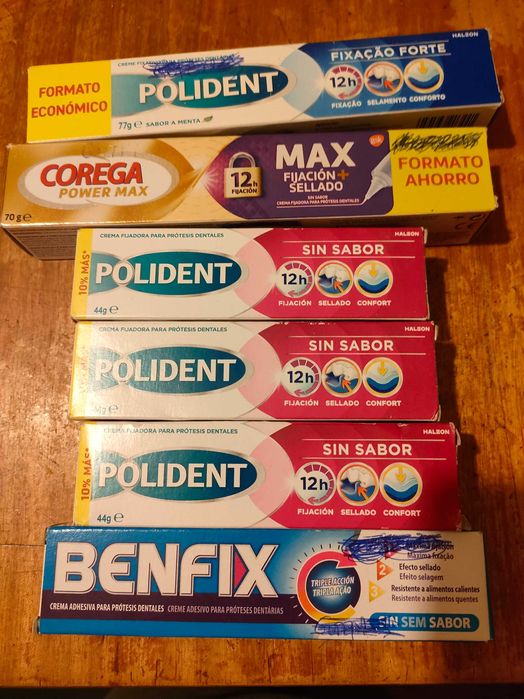 HALEON
CREME FIXADOR PARA PRÓTESES DENTÁRIAS
FORMATO
ECONÓMICO
POLIDENT
FIXAÇÃO FORTE
12h
FIXAÇÃO SELAMENTO CONFORTO
77g e SABOR A MENTA
COREGA
POWER MAX
70 g e
12h
FIJACIÓN
MAX
FIJACIÓN+
SELLADO
SIN SABOR
CREMA FIJADORA PARA PRÓTESIS DENTALES
gsk
FORMATO
AHORRO
10% MÁS*
CREMA FIJADORA PARA PRÓTESIS DENTALES
HALEON
POLIDENT
SIN SABOR
12h
FIJACIÓN SELLADO CONFORT
44g e
CREMA FIJADORA PARA PRÓTESIS DENTALES
HALEON
POLIDENT
SIN SABOR
12h
FIJACIÓN SELLADO CONFORT
10% MÁS*
CREMA FIJADORA PARA PRÓTESIS DENTALES
HALEON
POLIDENT
SIN SABOR
12h
FIJACIÓN SELLADO CONFORT
44g e
BENFIX
CREMA ADHESIVA PARA PRÓTESIS DENTALES CREME ADESIVO PARA PRÓTESES DENTÁRIAS
TRIPLE ACCIÓN
TRIPLA AÇÃO
Máxima fixação
2 Efecto sellado
Efeito selagem
3 Resistente a alimentos calientes
Resistente a alimentos quentes
SIN SEM SABOR